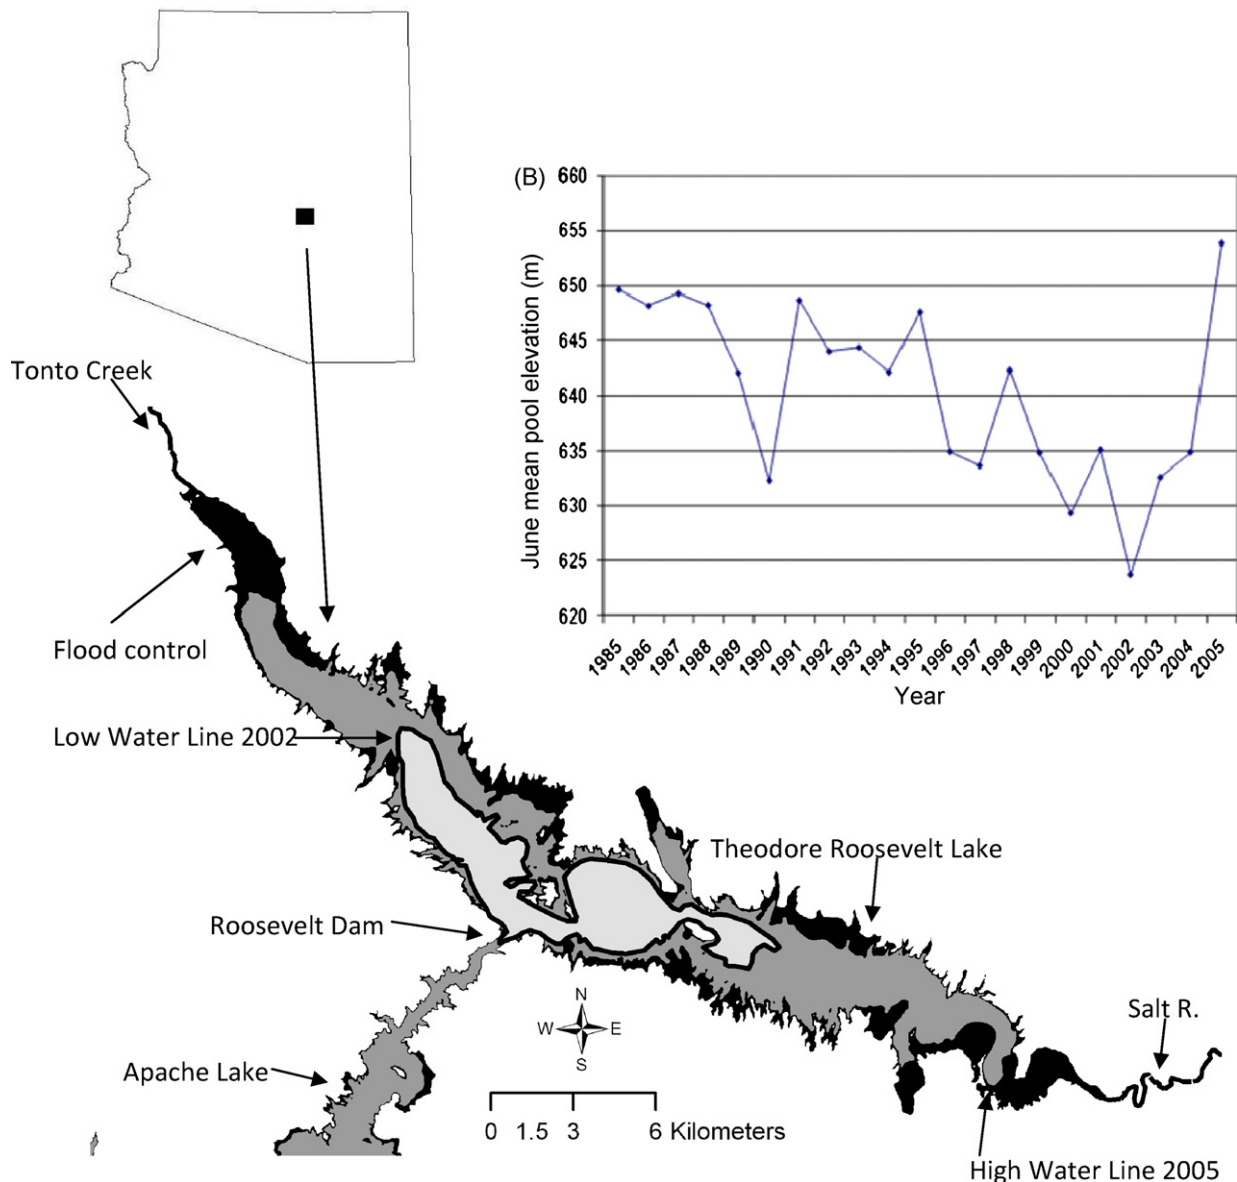 (B)
660
655
650
645
640
635
630
625
620
June mean pool elevation (m)
1985
1986
1987
1988
1989
1990
1991
1992
1993
1994
1995
1996
1997
1998
1999
2000
2001
2002
2003
2004
2005
Year
Tonto Creek
Flood control
Low Water Line 2002
Theodore Roosevelt Lake
Roosevelt Dam
N
W E
S
Salt R.
Apache Lake
0 1.5 3 6 Kilometers
High Water Line 2005